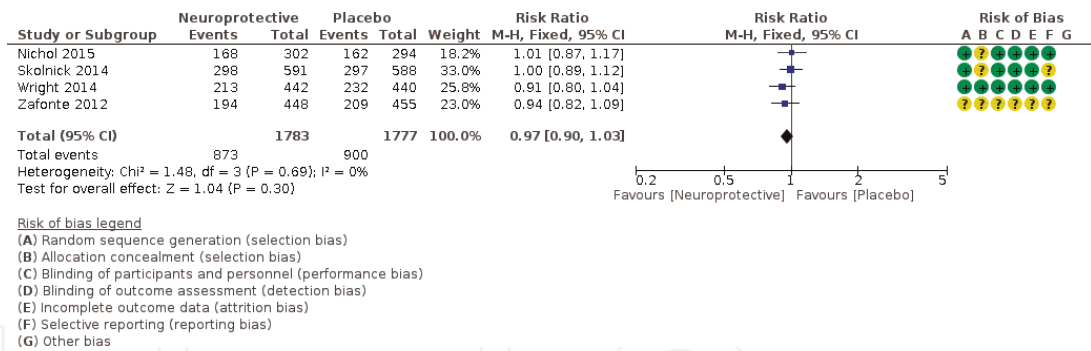 Neuroprotective Placebo Risk Ratio Risk Ratio Risk of Bias
Study or Subgroup Events Total Events Total Weight M-H, Fixed, 95% CI M-H, Fixed, 95% CI A B C D E F G
Nichol 2015 168 302 162 294 18.2% 1.01 [0.87, 1.17] + ? + + + +
Skolnick 2014 298 591 297 588 33.0% 1.00 [0.89, 1.12] + ? + + + ?
Wright 2014 213 442 232 440 25.8% 0.91 [0.80, 1.04] + + + + + +
Zafonte 2012 194 448 209 455 23.0% 0.94 [0.82, 1.09] ? ? ? ? ? ?
Total (95% CI) 1783 1777 100.0% 0.97 [0.90, 1.03]
Total events 873 900
Heterogeneity: Chi² = 1.48, df = 3 (P = 0.69); I² = 0%
Test for overall effect: Z = 1.04 (P = 0.30)
0.2 0.5 1 2 5
Favours [Neuroprotective] Favours [Placebo]
Risk of bias legend
(A) Random sequence generation (selection bias)
(B) Allocation concealment (selection bias)
(C) Blinding of participants and personnel (performance bias)
(D) Blinding of outcome assessment (detection bias)
(E) Incomplete outcome data (attrition bias)
(F) Selective reporting (reporting bias)
(G) Other bias